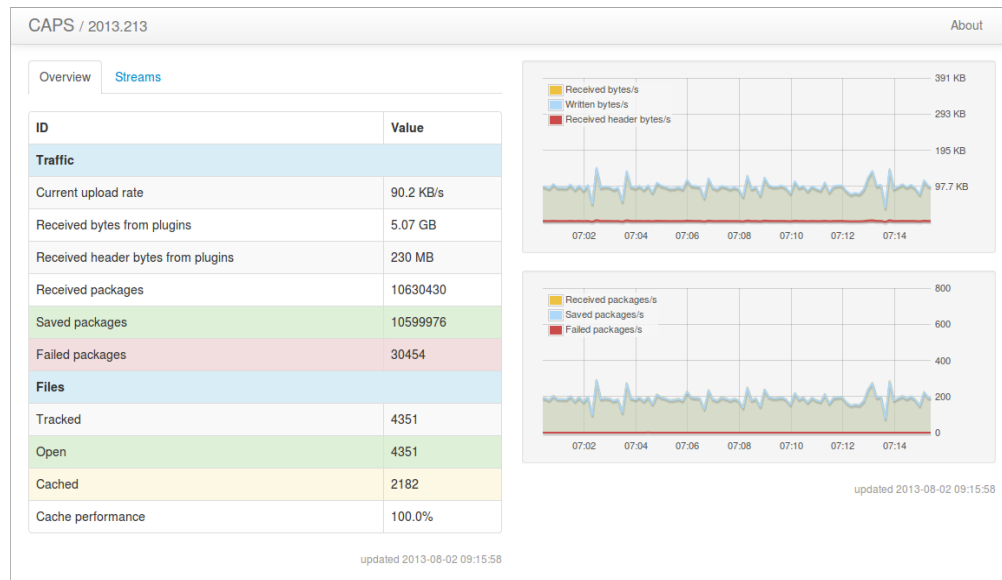 CAPS / 2013.213 About
Overview Streams
ID Value
Traffic
Current upload rate 90.2 KB/s
Received bytes from plugins 5.07 GB
Received header bytes from plugins 230 MB
Received packages 10630430
Saved packages 10599976
Failed packages 30454
Files
Tracked 4351
Open 4351
Cached 2182
Cache performance 100.0%
updated 2013-08-02 09:15:58
Received bytes/s
Written bytes/s
Received header bytes/s
391 KB
293 KB
195 KB
97.7 KB
07:02 07:04 07:06 07:08 07:10 07:12 07:14
Received packages/s
Saved packages/s
Failed packages/s
800
600
400
200
0
07:02 07:04 07:06 07:08 07:10 07:12 07:14
updated 2013-08-02 09:15:58